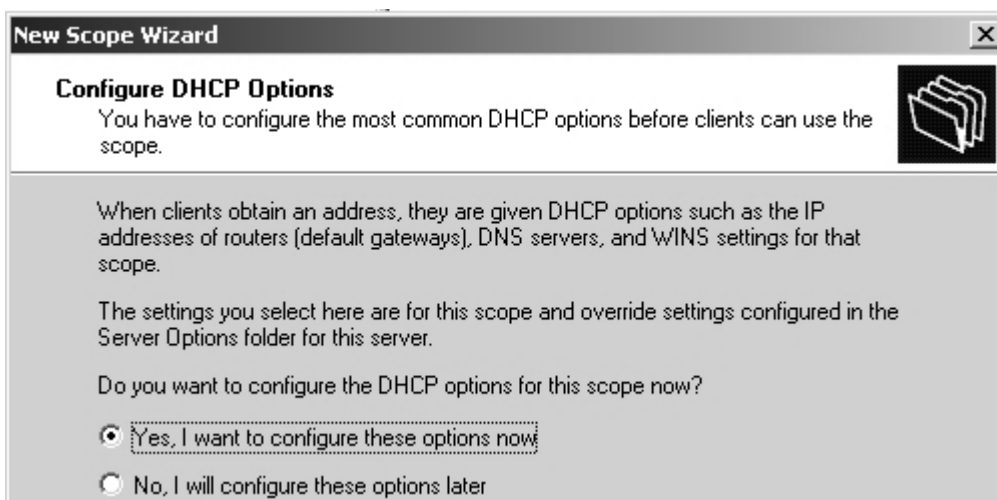 New Scope Wizard
Configure DHCP Options
You have to configure the most common DHCP options before clients can use the
scope.
When clients obtain an address, they are given DHCP options such as the IP
addresses of routers (default gateways), DNS servers, and WINS settings for that
scope.
The settings you select here are for this scope and override settings configured in the
Server Options folder for this server.
Do you want to configure the DHCP options for this scope now?
Yes, I want to configure these options now
No, I will configure these options later